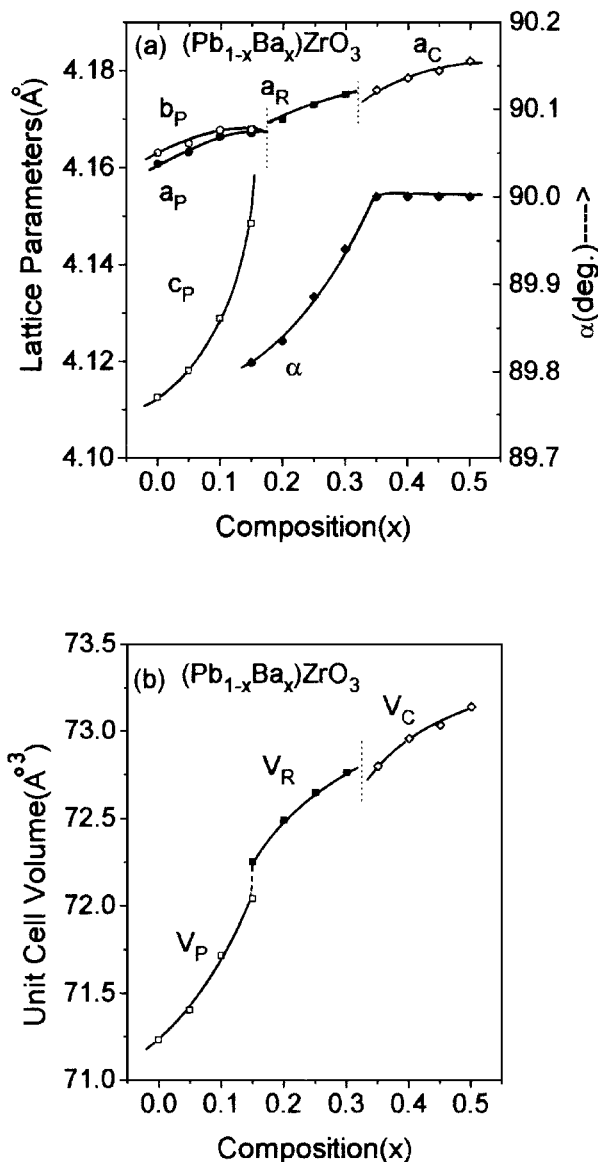 (a) (Pb1-xBax)ZrO3
Lattice Parameters(Å)
4.18
4.16
4.14
4.12
4.10
bP
aR
aC
aP
cP
α
90.2
90.1
90.0
89.9
89.8
89.7
α(deg.)---->
0.0 0.1 0.2 0.3 0.4 0.5
Composition(x)
(b) (Pb1-xBax)ZrO3
Unit Cell Volume(Å3)
73.5
73.0
72.5
72.0
71.5
71.0
VC
VR
VP
0.0 0.1 0.2 0.3 0.4 0.5
Composition(x)